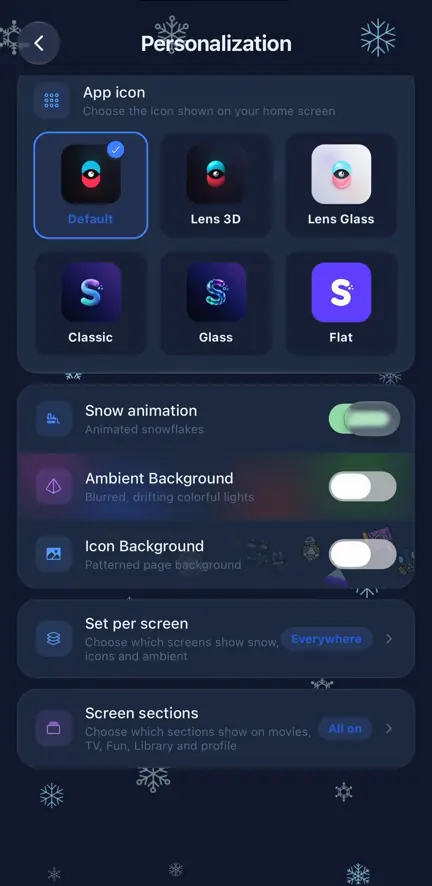 Personalization
App icon
Choose the icon shown on your home screen
Default
Lens 3D
Lens Glass
Classic
Glass
Flat
Snow animation
Animated snowflakes
Ambient Background
Blurred, drifting colorful lights
Icon Background
Patterned page background
Set per screen
Choose which screens show snow,
icons and ambient
Everywhere
Screen sections
Choose which sections show on movies,
TV, Fun, Library and profile
All on